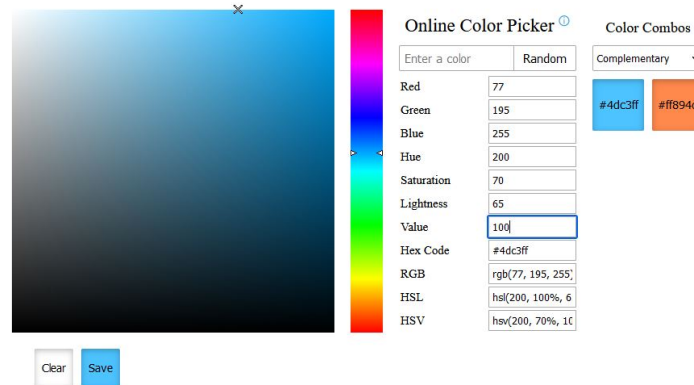 Online Color Picker
Color Combos
Enter a color
Random
Complementary
Red 77
Green 195
Blue 255
Hue 200
Saturation 70
Lightness 65
Value 100
Hex Code #4dc3ff
RGB rgb(77, 195, 255)
HSL hsl(200, 100%, 6
HSV hsv(200, 70%, 10
#4dc3ff
#ff894d
Clear
Save